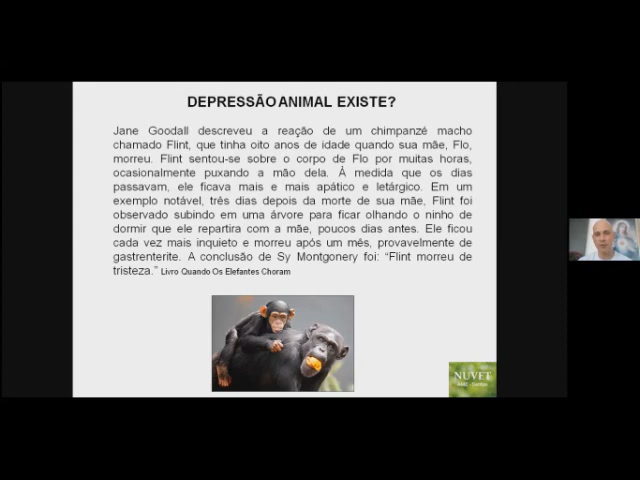 DEPRESSÃO ANIMAL EXISTE?
Jane Goodall descreveu a reação de um chimpanzé macho
chamado Flint, que tinha oito anos de idade quando sua mãe, Flo,
morreu. Flint sentou-se sobre o corpo de Flo por muitas horas,
ocasionalmente puxando a mão dela. À medida que os dias
passavam, ele ficava mais e mais apático e letárgico. Em um
exemplo notável, três dias depois da morte de sua mãe, Flint foi
observado subindo em uma árvore para ficar olhando o ninho de
dormir que ele repartira com a mãe, poucos dias antes. Ele ficou
cada vez mais inquieto e morreu após um mês, provavelmente de
gastrenterite. A conclusão de Sy Montgonery foi: “Flint morreu de
tristeza.” Livro Quando Os Elefantes Choram
NUVET